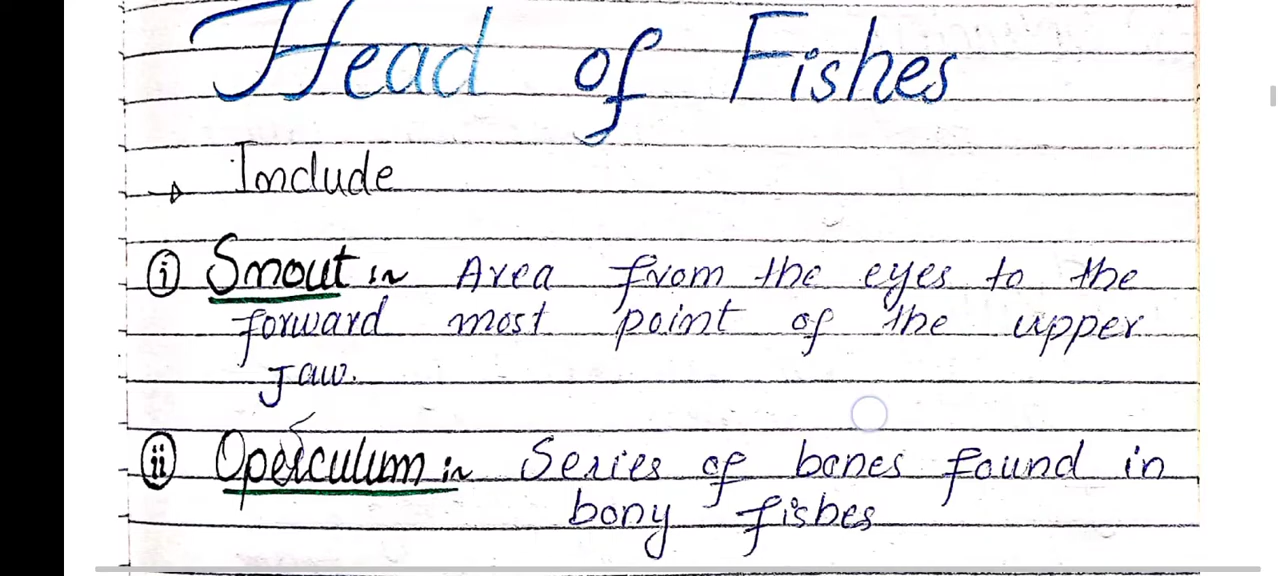 Head of Fishes
→ Include
(i) Snout :~ Area from the eyes to the
forward most point of the upper
Jaw.
(ii) Operculum :~ Series of bones found in
bony fishes